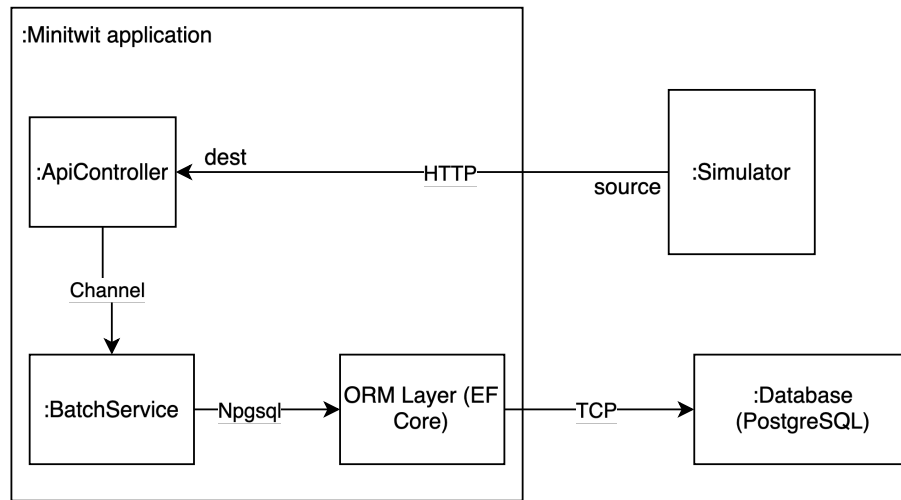 :Minitwit application
:ApiController
dest
HTTP
source
:Simulator
Channel
:BatchService
Npgsql
ORM Layer (EF
Core)
TCP
:Database
(PostgreSQL)